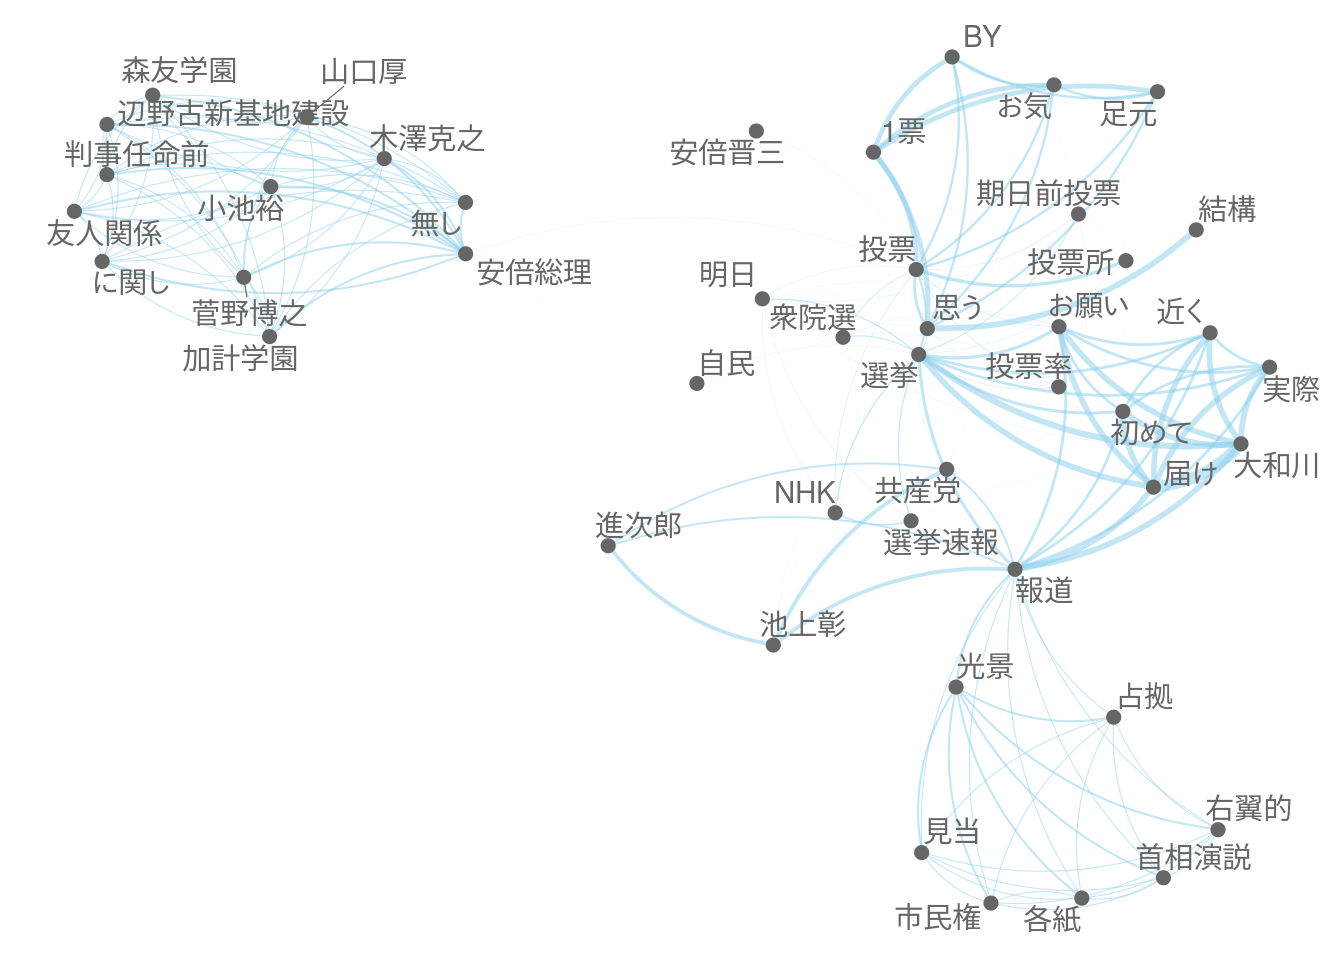 BY
森友学園
山口厚
お気
足元
辺野古新基地建設
1票
木澤克之
安倍晋三
判事任命前
期日前投票
結構
小池裕
無し
友人関係
投票
投票所
安倍総理
明日
に関し
お願い
思う
近く
菅野博之
衆院選
加計学園
自民
投票率
選挙
実際
初めて
大和川
届け
NHK
共産党
進次郎
選挙速報
報道
池上彰
光景
占拠
右翼的
見当
首相演説
市民権
各紙